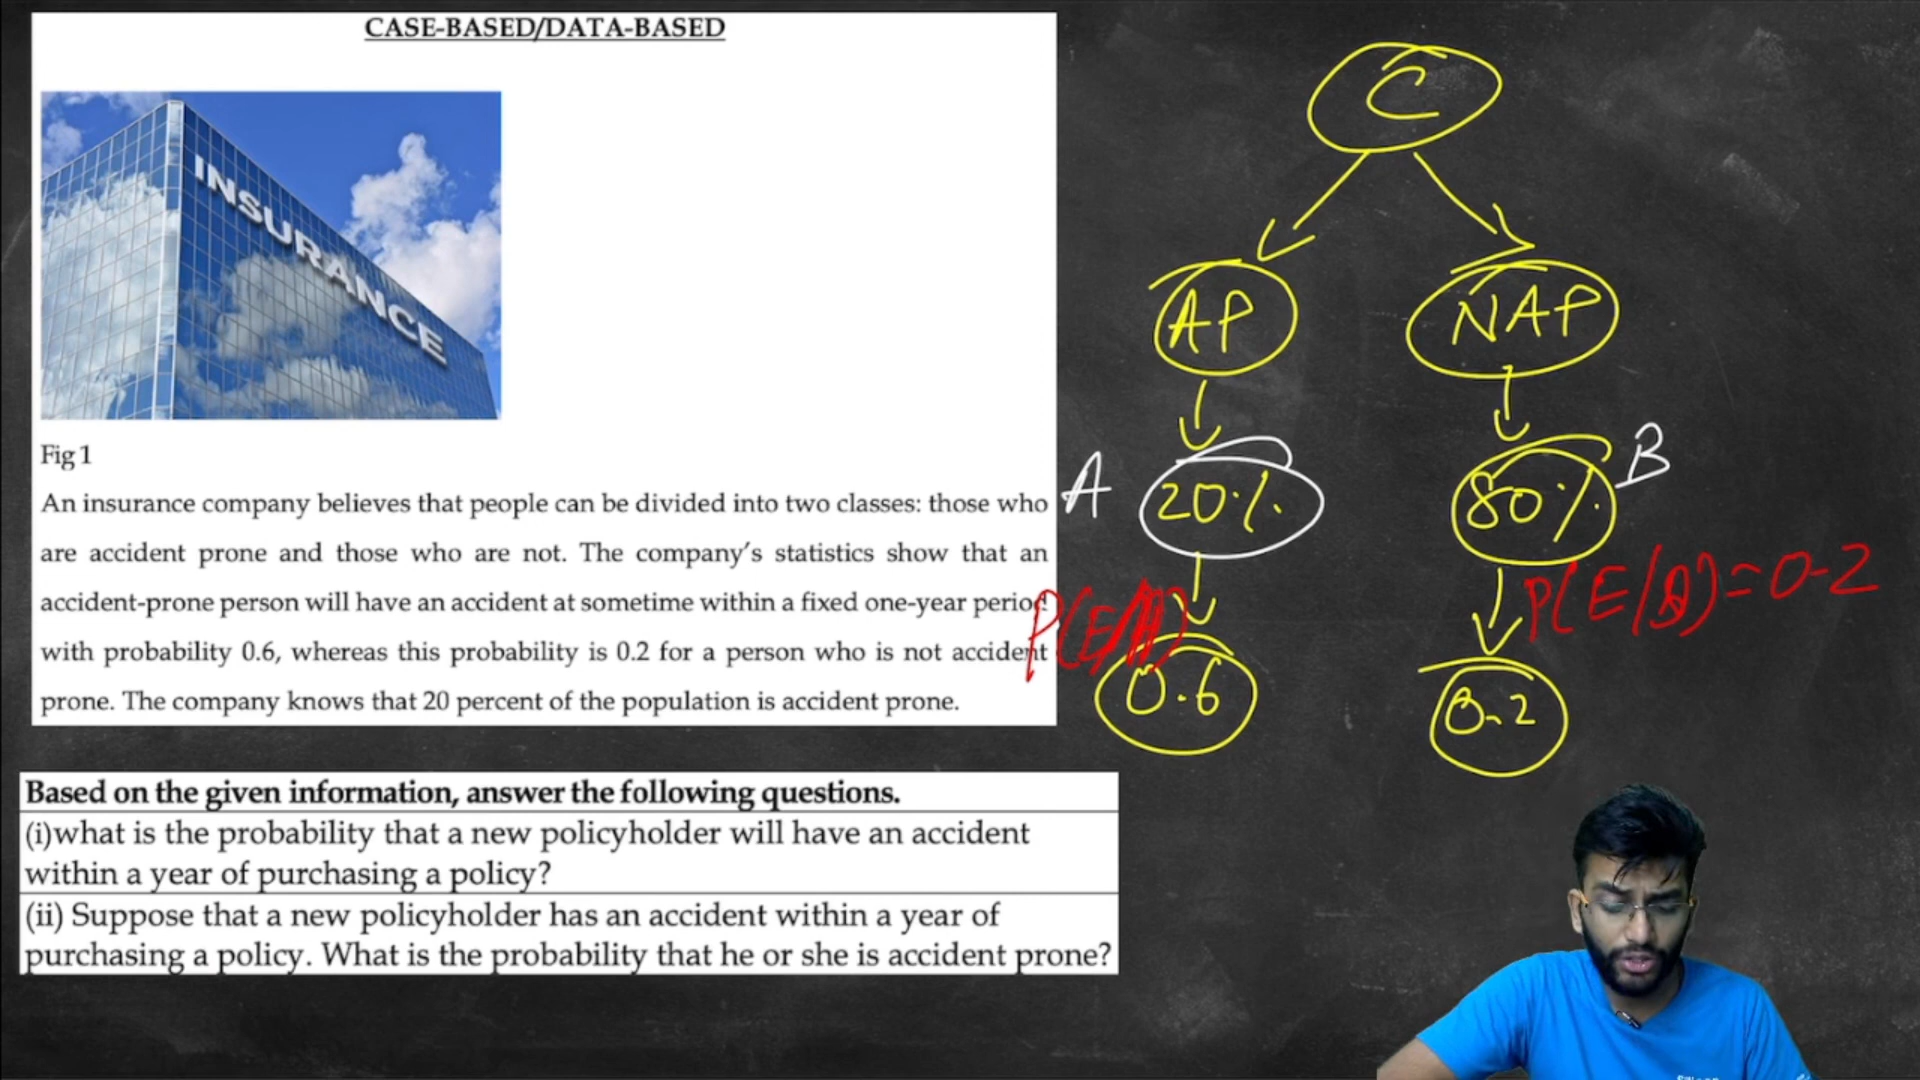 CASE-BASED/DATA-BASED
INSURANCE
Fig 1
An insurance company believes that people can be divided into two classes: those who
are accident prone and those who are not. The company's statistics show that an
accident-prone person will have an accident at sometime within a fixed one-year period
with probability 0.6, whereas this probability is 0.2 for a person who is not accident
prone. The company knows that 20 percent of the population is accident prone.
Based on the given information, answer the following questions.
(i)what is the probability that a new policyholder will have an accident
within a year of purchasing a policy?
(ii) Suppose that a new policyholder has an accident within a year of
purchasing a policy. What is the probability that he or she is accident prone?
C
AP
NAP
A
20%
80%
B
P(E/A)
P(E/B)=0.2
0.6
0.2